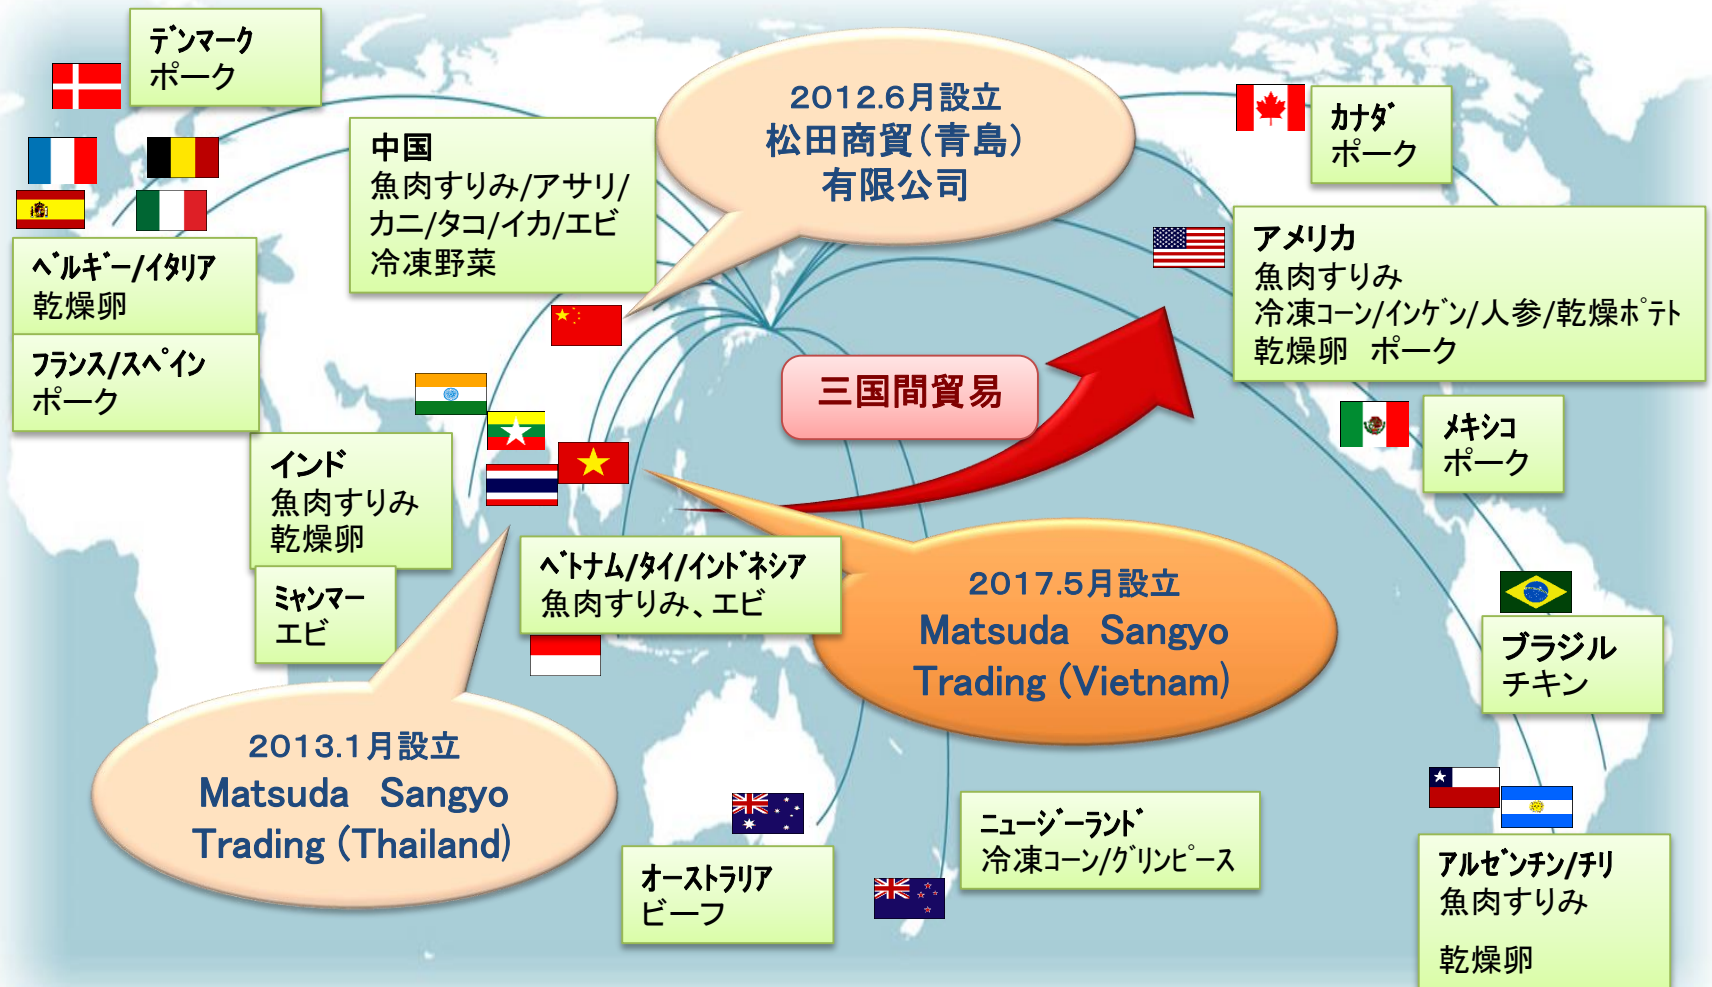 デンマーク
ポーク
2012.6月設立
松田商貿(青島)
有限公司
カナダ
ポーク
中国
魚肉すりみ/アサリ/
カニ/タコ/イカ/エビ
冷凍野菜
ベルギー/イタリア
乾燥卵
フランス/スペイン
ポーク
アメリカ
魚肉すりみ
冷凍コーン/インゲン/人参/乾燥ポテト
乾燥卵 ポーク
三国間貿易
メキシコ
ポーク
インド
魚肉すりみ
乾燥卵
ミャンマー
エビ
ベトナム/タイ/インドネシア
魚肉すりみ、エビ
2017.5月設立
Matsuda Sangyo
Trading (Vietnam)
ブラジル
チキン
2013.1月設立
Matsuda Sangyo
Trading (Thailand)
オーストラリア
ビーフ
ニュージーランド
冷凍コーン/グリンピース
アルゼンチン/チリ
魚肉すりみ
乾燥卵